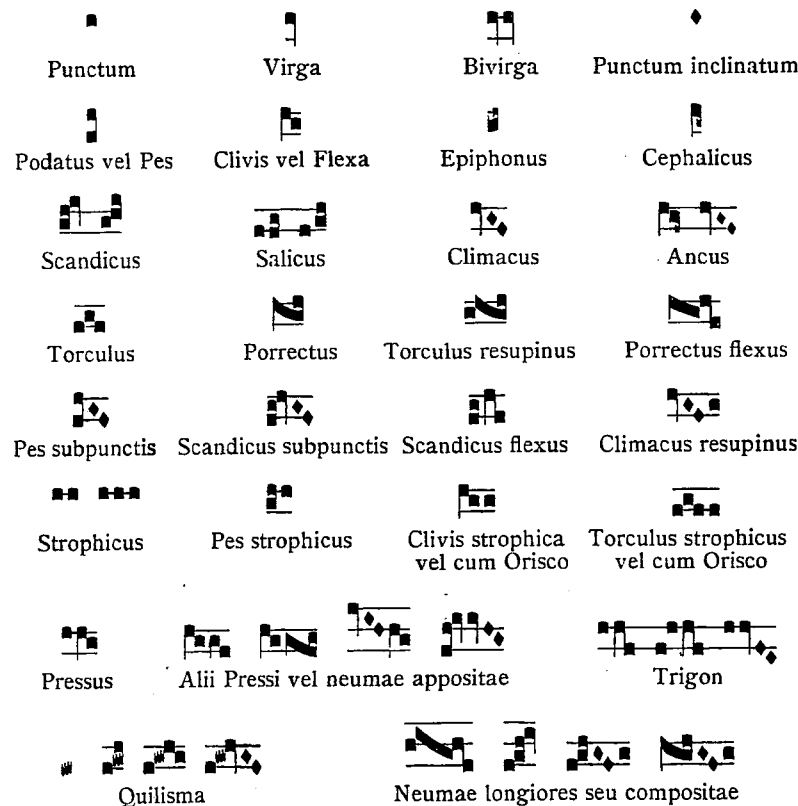 Punctum Virga Bivirga Punctum inclinatum
Podatus vel Pes Clivis vel Flexa Epiphonus Cephalicus
Scandicus Salicus Climacus Ancus
Torculus Porrectus Torculus resupinus Porrectus flexus
Pes subpunctis Scandicus subpunctis Scandicus flexus Climacus resupinus
Strophicus Pes strophicus Clivis strophica Torculus strophicus
vel cum Orisco vel cum Orisco
Pressus Alii Pressi vel neumae appositae Trigon
Quilisma Neumae longiores seu compositae